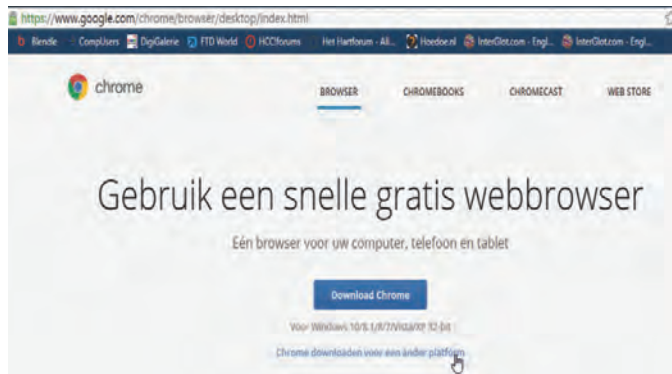 https://www.google.com/chrome/browser/desktop/index.html
Blendle CompUsers DigiGalerie FTD World HCC!forums Het Hartforum - All... Hoedoe.nl InterGlot.com - Engl... InterGlot.com - Engl...
chrome BROWSER CHROMEBOOKS CHROMECAST WEB STORE
Gebruik een snelle gratis webbrowser
Eén browser voor uw computer, telefoon en tablet
Download Chrome
Voor Windows 10/8.1/8/7/Vista/XP 32-bit
Chrome downloaden voor een ander platform